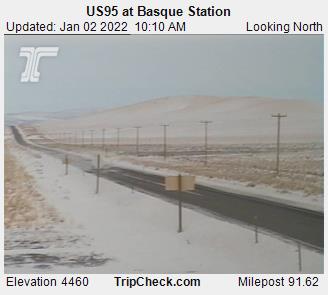 US95 at Basque Station
Updated: Jan 02 2022 10:10 AM Looking North
Elevation 4460 TripCheck.com Milepost 91.62